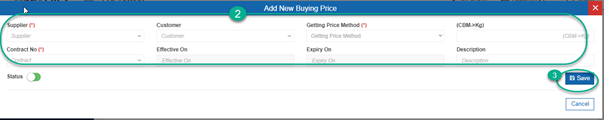 Add New Buying Price
2
Supplier (*) Customer Getting Price Method (*) (CBM->Kg)
Supplier Customer Getting Price Method (CBM->Kg)
Contract No (*) Effective On Expiry On Description
Contract Effective On Expiry On Description
Status
3
Save
Cancel